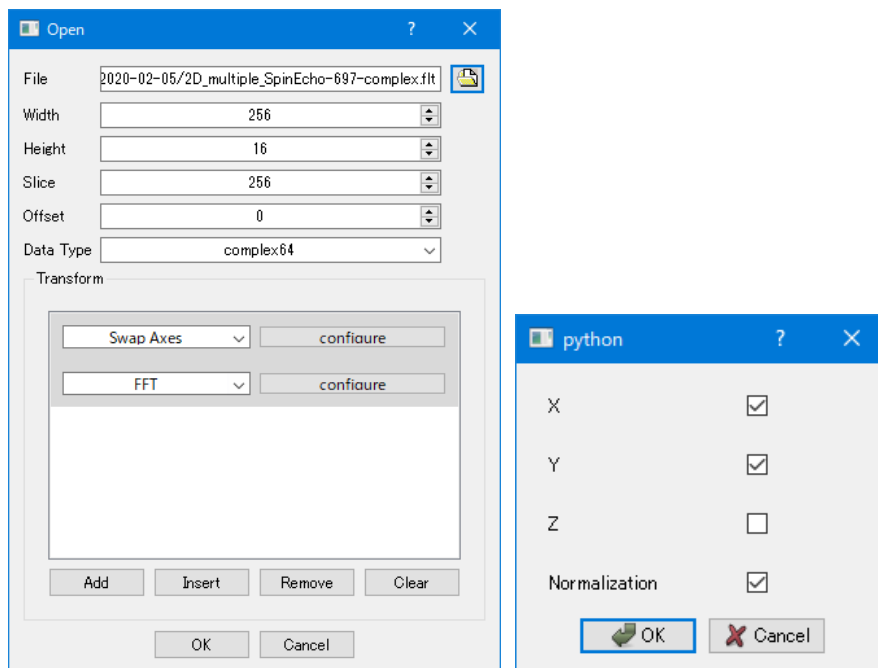 Open ?
File 2020-02-05/2D_multiple_SpinEcho-697-complex.flt
Width 256
Height 16
Slice 256
Offset 0
Data Type complex64
Transform
Swap Axes configure
FFT configure
Add Insert Remove Clear
OK Cancel
python ?
X
Y
Z
Normalization
OK Cancel